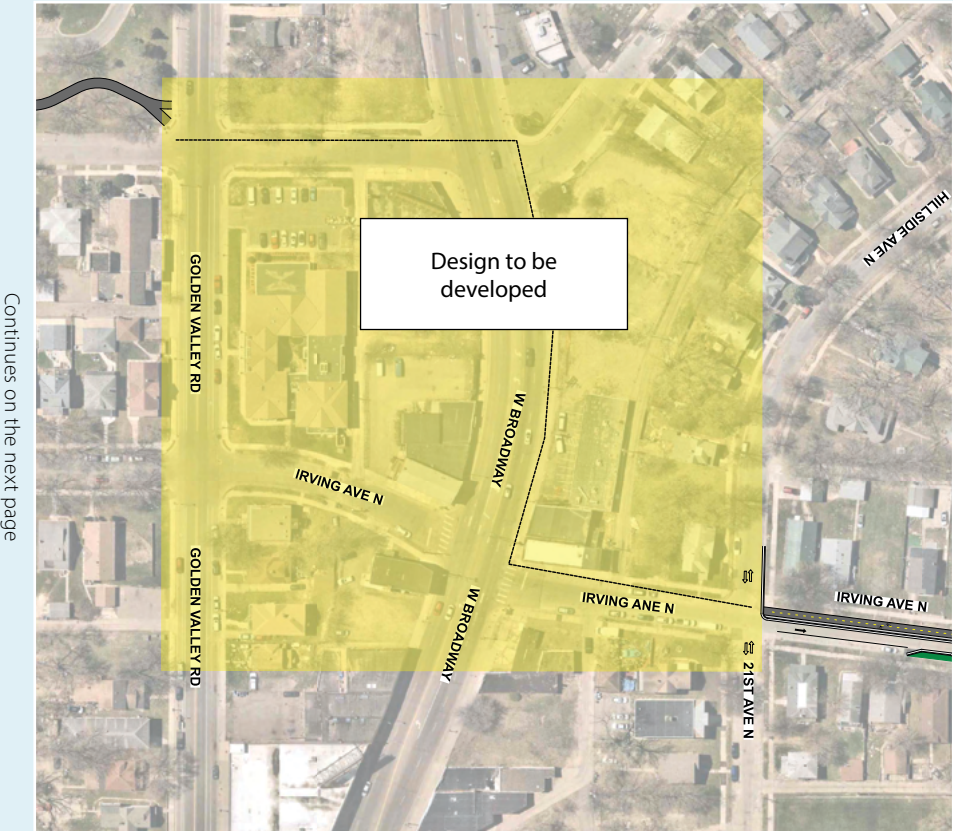 Continues on the next page
HILLSIDE AVE N
Design to be
developed
GOLDEN VALLEY RD
W BROADWAY
IRVING AVE N
GOLDEN VALLEY RD
W BROADWAY
IRVING ANE N
IRVING AVE N
21ST AVE N